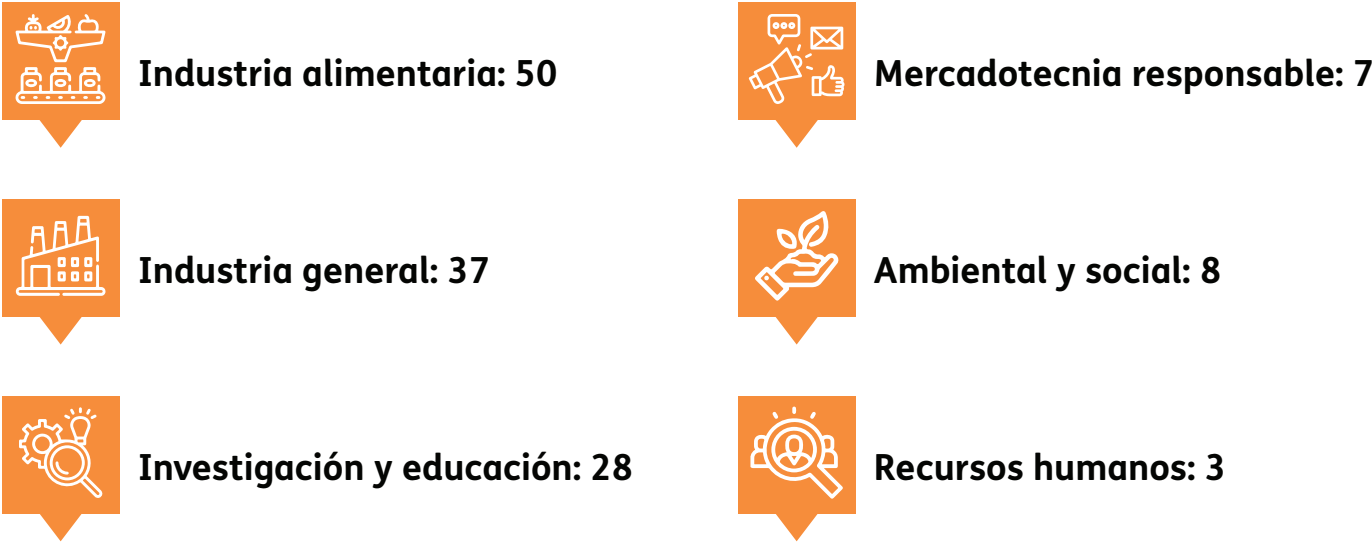 Industria alimentaria: 50
Mercadotecnia responsable: 7
Industria general: 37
Ambiental y social: 8
Investigación y educación: 28
Recursos humanos: 3